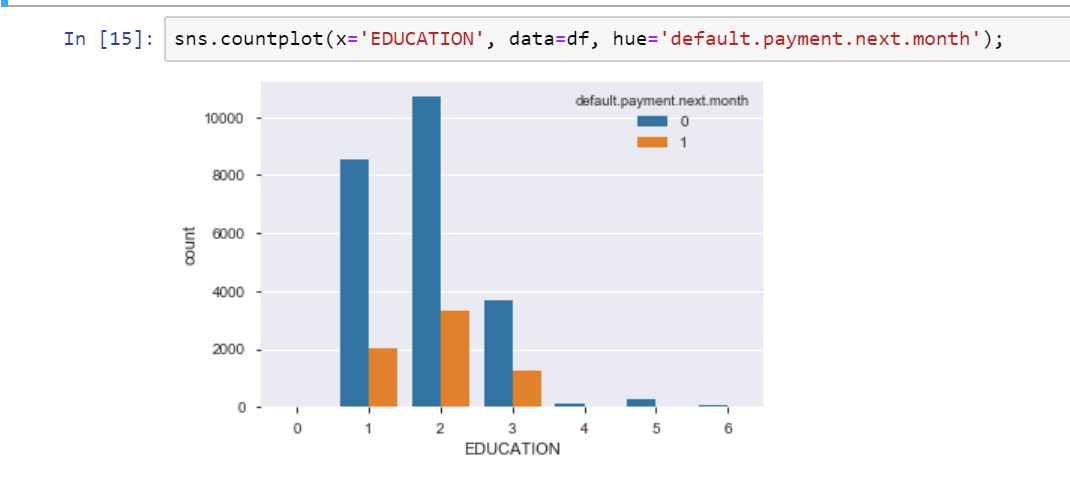 In [15]: sns.countplot(x='EDUCATION', data=df, hue='default.payment.next.month');
default.payment.next.month
0
1
10000
8000
6000
4000
2000
0
count
0 1 2 3 4 5 6
EDUCATION